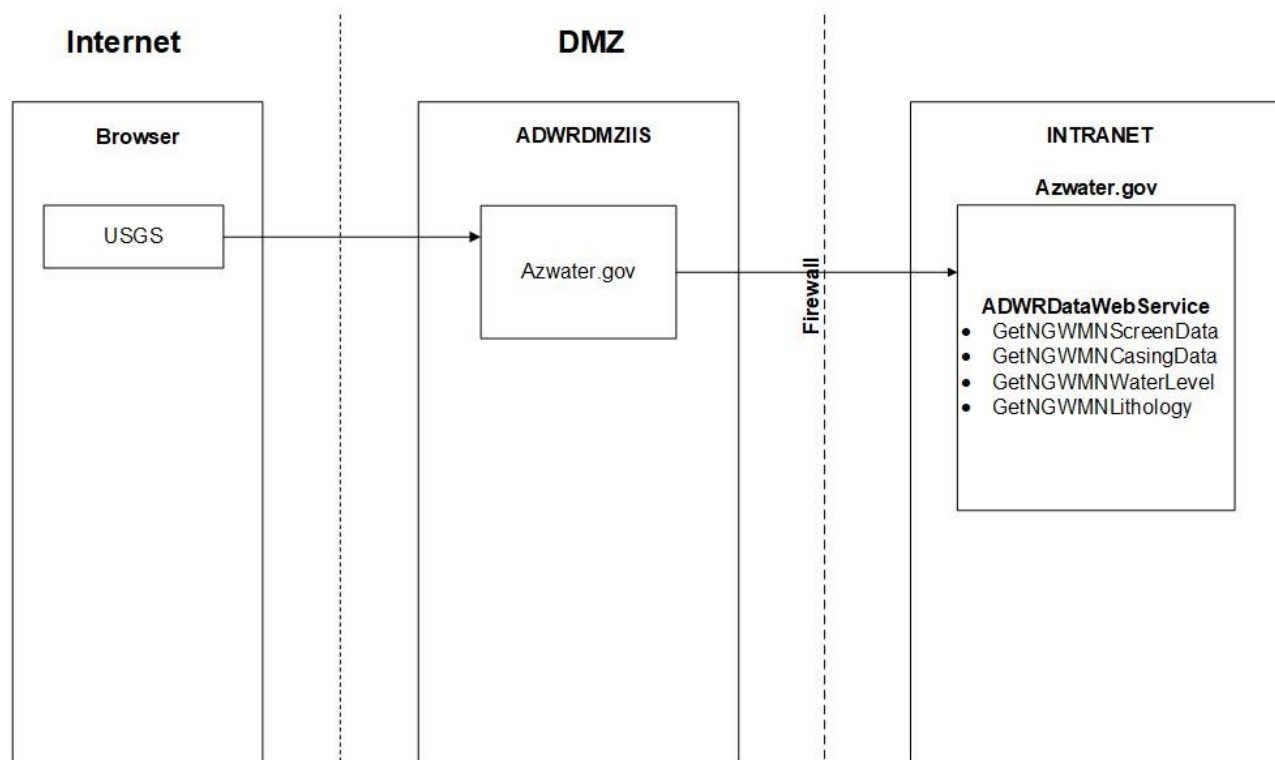 Internet
DMZ
Browser
USGS
ADWRDMZIIS
Azwater.gov
Firewall
INTRANET
Azwater.gov
ADWRDataWebService
• GetNGWMNScreenData
• GetNGWMNCasingData
• GetNGWMNWaterLevel
• GetNGWMNLithology